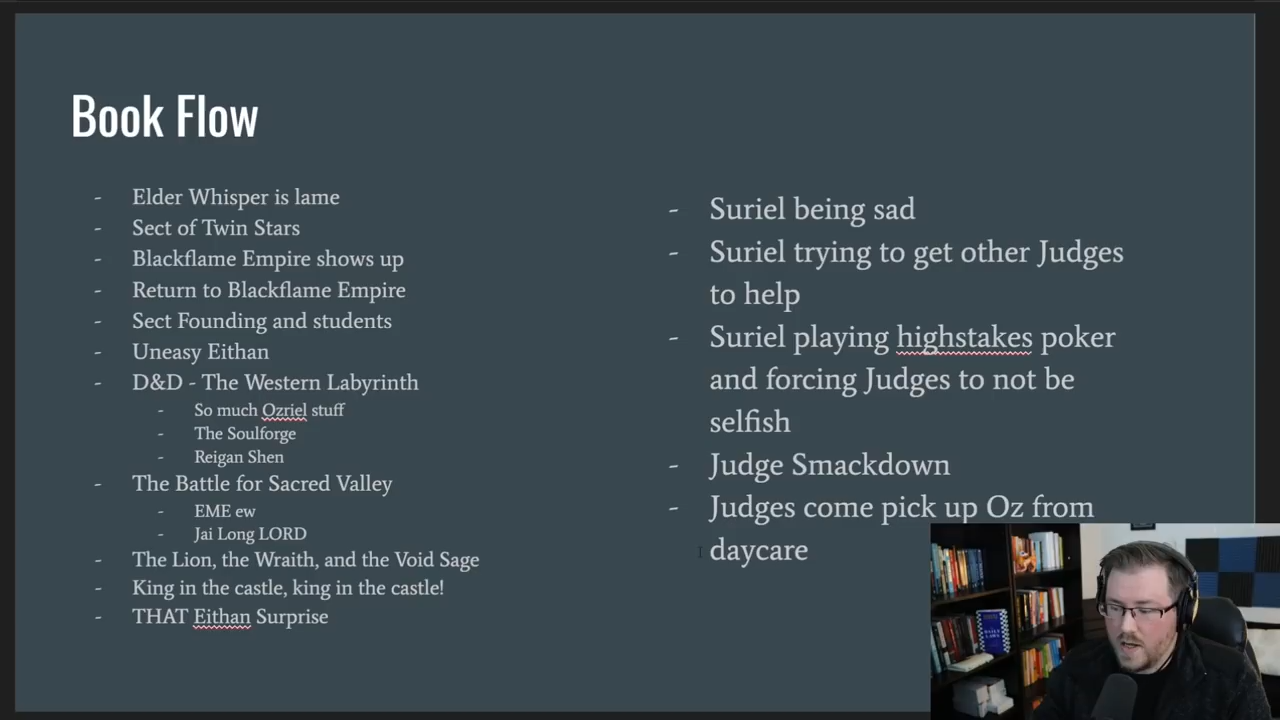 Book Flow
- Elder Whisper is lame
- Sect of Twin Stars
- Blackflame Empire shows up
- Return to Blackflame Empire
- Sect Founding and students
- Uneasy Eithan
- D&D - The Western Labyrinth
- So much Ozriel stuff
- The Soulforge
- Reigan Shen
- The Battle for Sacred Valley
- EME ew
- Jai Long LORD
- The Lion, the Wraith, and the Void Sage
- King in the castle, king in the castle!
- THAT Eithan Surprise
- Suriel being sad
- Suriel trying to get other Judges
to help
- Suriel playing highstakes poker
and forcing Judges to not be
selfish
- Judge Smackdown
- Judges come pick up Oz from
daycare